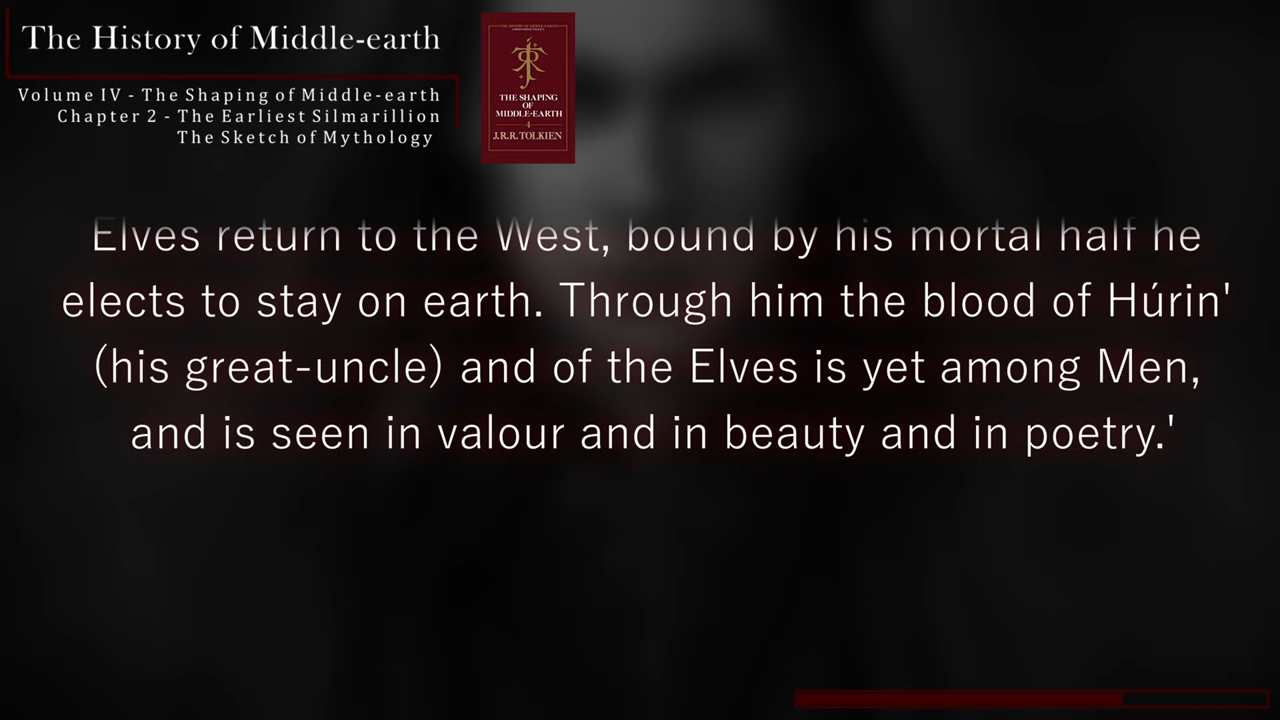 The History of Middle-earth
Volume IV - The Shaping of Middle-earth
Chapter 2 - The Earliest Silmarillion
The Sketch of Mythology
THE SHAPING
OF
MIDDLE-EARTH
4
J.R.R.TOLKIEN
Elves return to the West, bound by his mortal half he
elects to stay on earth. Through him the blood of Húrin'
(his great-uncle) and of the Elves is yet among Men,
and is seen in valour and in beauty and in poetry.'